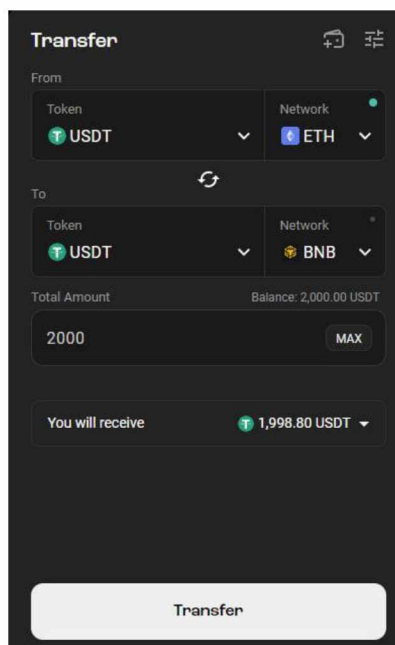 Transfer
From
Token Network
USDT ETH
To
Token Network
USDT BNB
Total Amount Balance: 2,000.00 USDT
2000 MAX
You will receive 1,998.80 USDT
Transfer